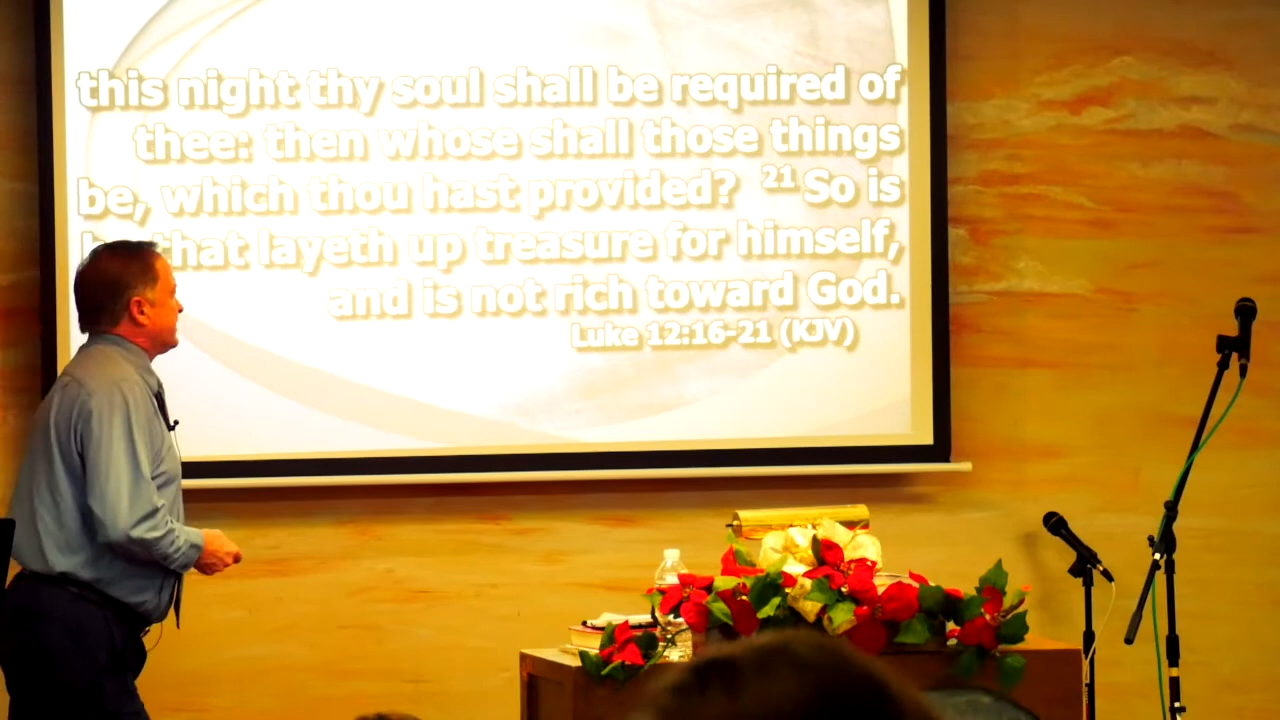 this night thy soul shall be required of
thee: then whose shall those things
be, which thou hast provided? 21 So is
that layeth up treasure for himself,
and is not rich toward God.
Luke 12:16-21 (KJV)